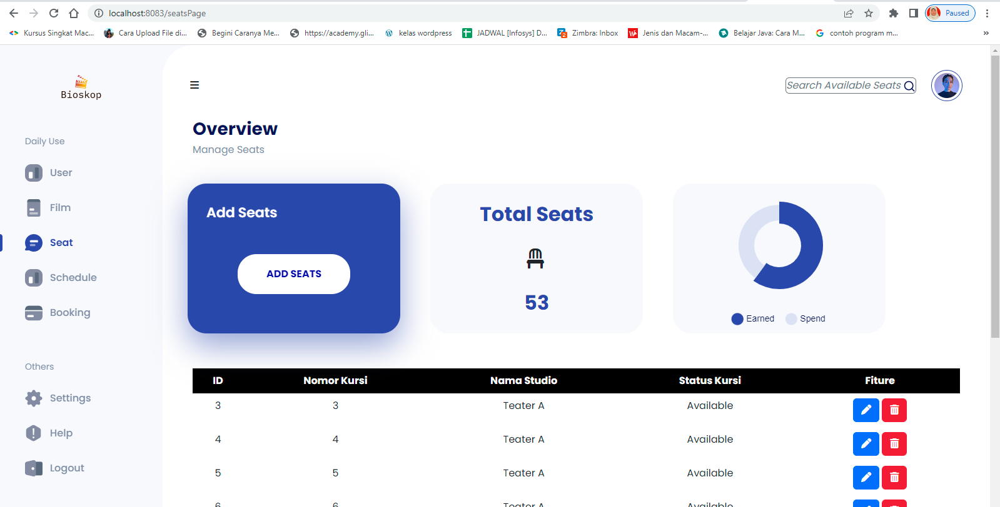 localhost:8083/seatsPage
Paused
Kursus Singkat Mac...
Cara Upload File di...
Begini Caranya Me...
https://academy.gli...
kelas wordpress
JADWAL [Infosys] D...
Zimbra: Inbox
Jenis dan Macam-...
Belajar Java: Cara M...
contoh program m...
Bioskop
Search Available Seats
Overview
Manage Seats
Daily Use
User
Film
Seat
Schedule
Booking
Others
Settings
Help
Logout
Add Seats
ADD SEATS
Total Seats
53
Earned Spend
ID Nomor Kursi Nama Studio Status Kursi Fiture
3 3 Teater A Available
4 4 Teater A Available
5 5 Teater A Available
6 6 Teater A Available